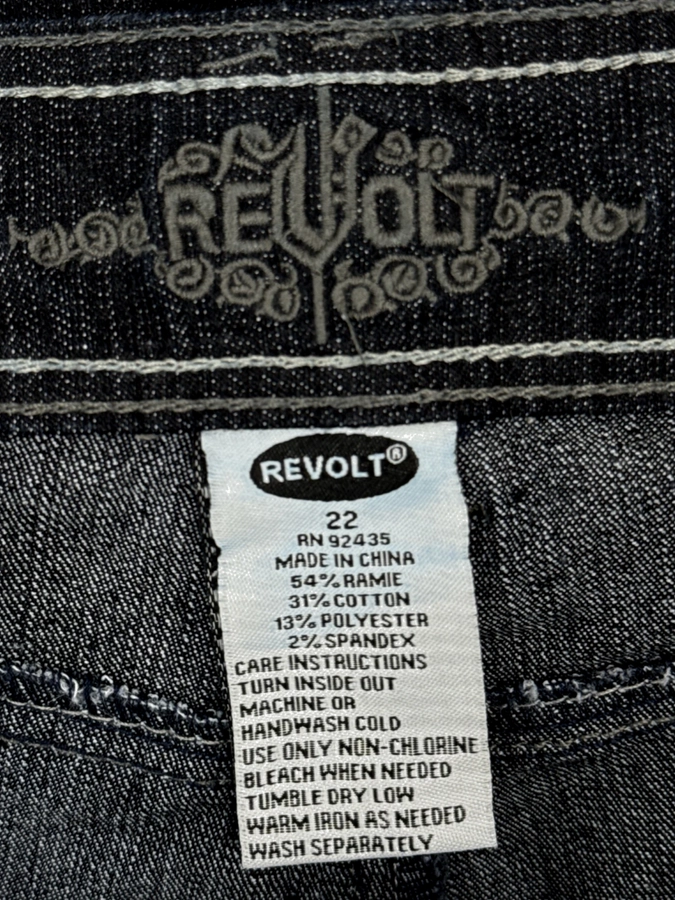 REVOLT
REVOLT®
22
RN 92435
MADE IN CHINA
54% RAMIE
31% COTTON
13% POLYESTER
2% SPANDEX
CARE INSTRUCTIONS
TURN INSIDE OUT
MACHINE OR
HANDWASH COLD
USE ONLY NON-CHLORINE
BLEACH WHEN NEEDED
TUMBLE DRY LOW
WARM IRON AS NEEDED
WASH SEPARATELY